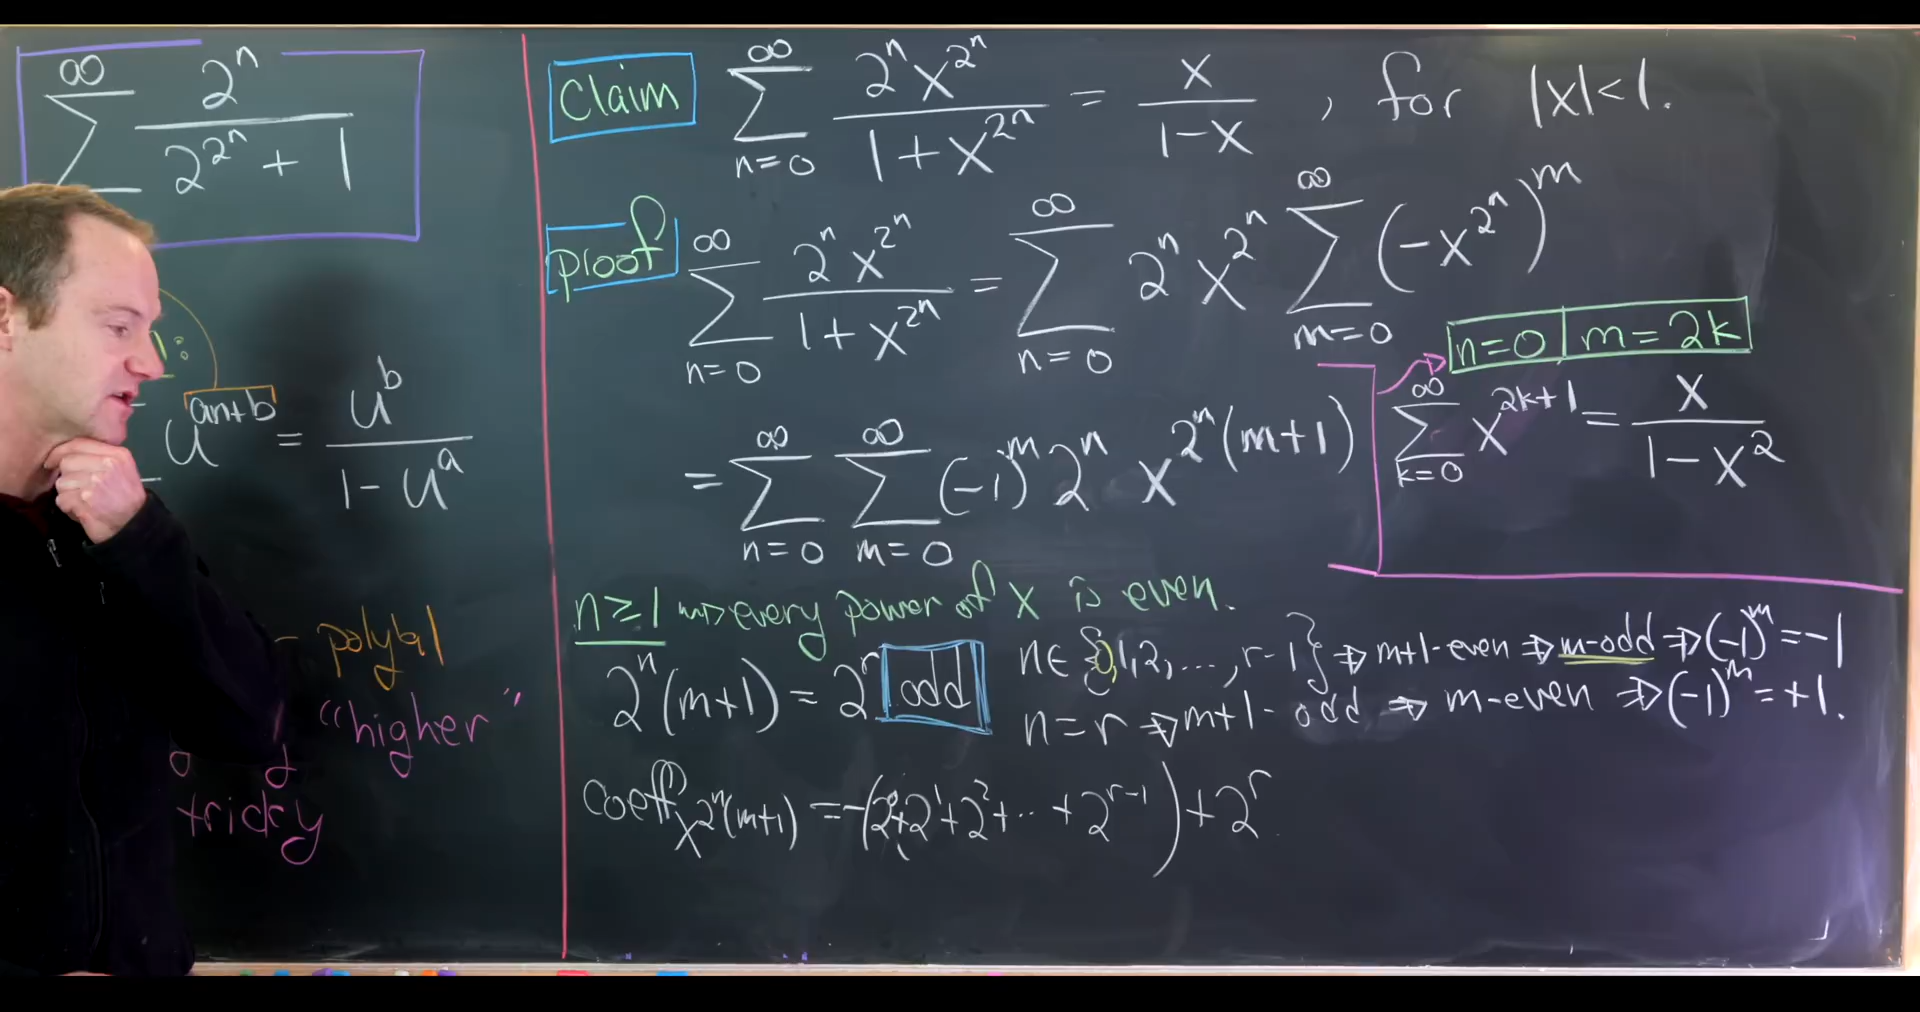 ∞ ∑ 2^n / (2^{2^n} + 1)
u^{an+b} = u^b / (1 - u^a)
- polygl
"higher"
tricky
Claim ∑_{n=0}^{∞} 2^n x^{2^n} / (1 + x^{2^n}) = x / (1-x) , for |x|<1.
proof ∑_{n=0}^{∞} 2^n x^{2^n} / (1 + x^{2^n}) = ∑_{n=0}^{∞} 2^n x^{2^n} ∑_{m=0}^{∞} (-x^{2^n})^m
= ∑_{n=0}^{∞} ∑_{m=0}^{∞} (-1)^m 2^n x^{2^n(m+1)}
n=0 | m=2k
∑_{k=0}^{∞} x^{2k+1} = x / (1-x^2)
n≥1 ⇝ every power of x is even.
2^n(m+1) = 2^r odd
n∈{0,1,2,...,r-1} ⇒ m+1-even ⇒ m-odd ⇒ (-1)^m = -1
n=r ⇒ m+1-odd ⇒ m-even ⇒ (-1)^m = +1.
coeff x^{2^n(m+1)} = -(2^0+2^1+2^2+...+2^{r-1})+2^r